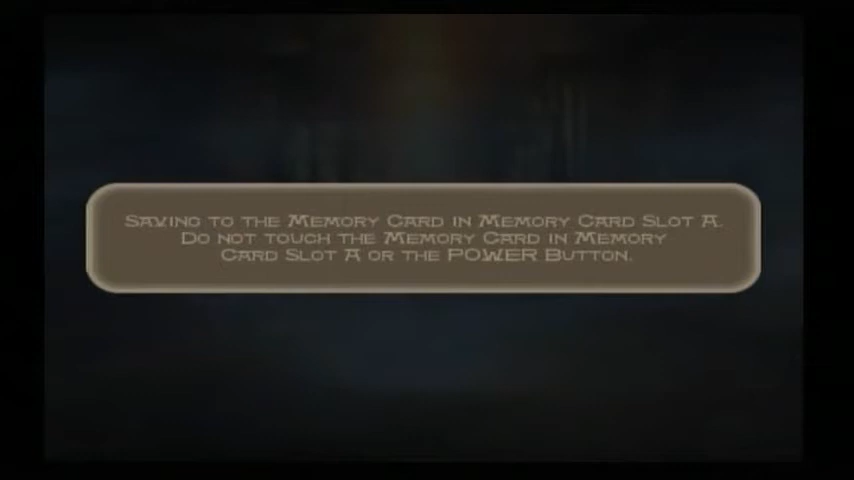 Saving to the Memory Card in Memory Card Slot A.
Do not touch the Memory Card in Memory
Card Slot A or the POWER Button.